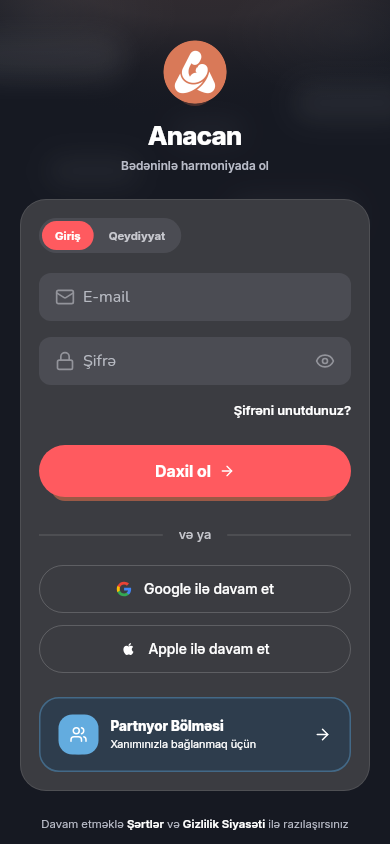 Anacan
Bədəninlə harmoniyada ol
Giriş
Qeydiyyat
E-mail
Şifrə
Şifrəni unutdunuz?
Daxil ol →
və ya
Google ilə davam et
Apple ilə davam et
Partnyor Bölməsi
Xanımınızla bağlanmaq üçün
Davam etməklə Şərtlər və Gizlilik Siyasəti ilə razılaşırsınız